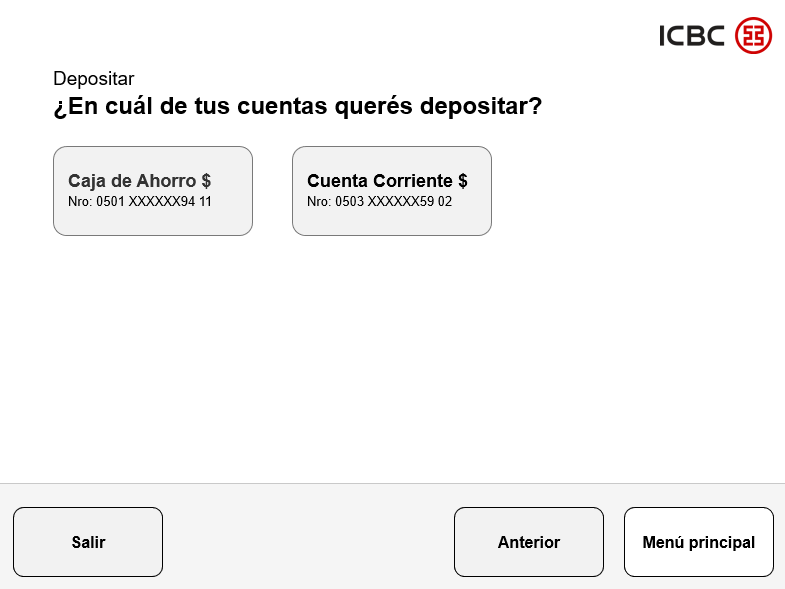 ICBC
Depositar
¿En cuál de tus cuentas querés depositar?
Caja de Ahorro $
Nro: 0501 XXXXXX94 11
Cuenta Corriente $
Nro: 0503 XXXXXX59 02
Salir
Anterior
Menú principal